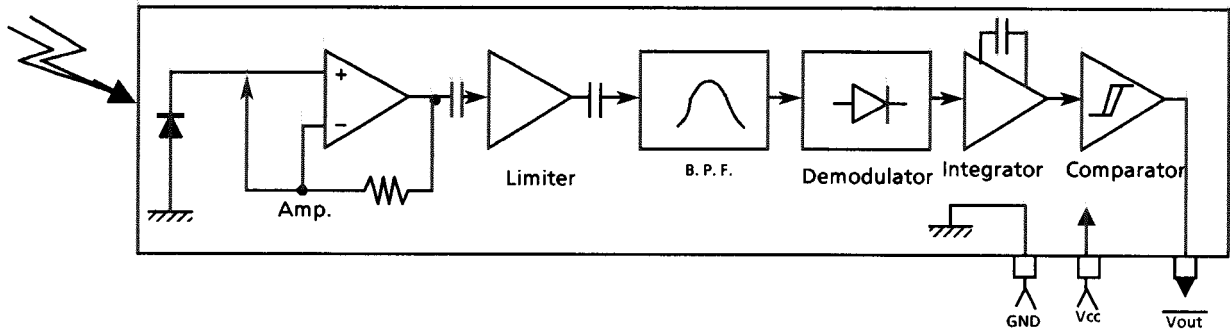 +
−
Amp.
Limiter
B. P. F.
Demodulator
Integrator
Comparator
GND
Vcc
Vout